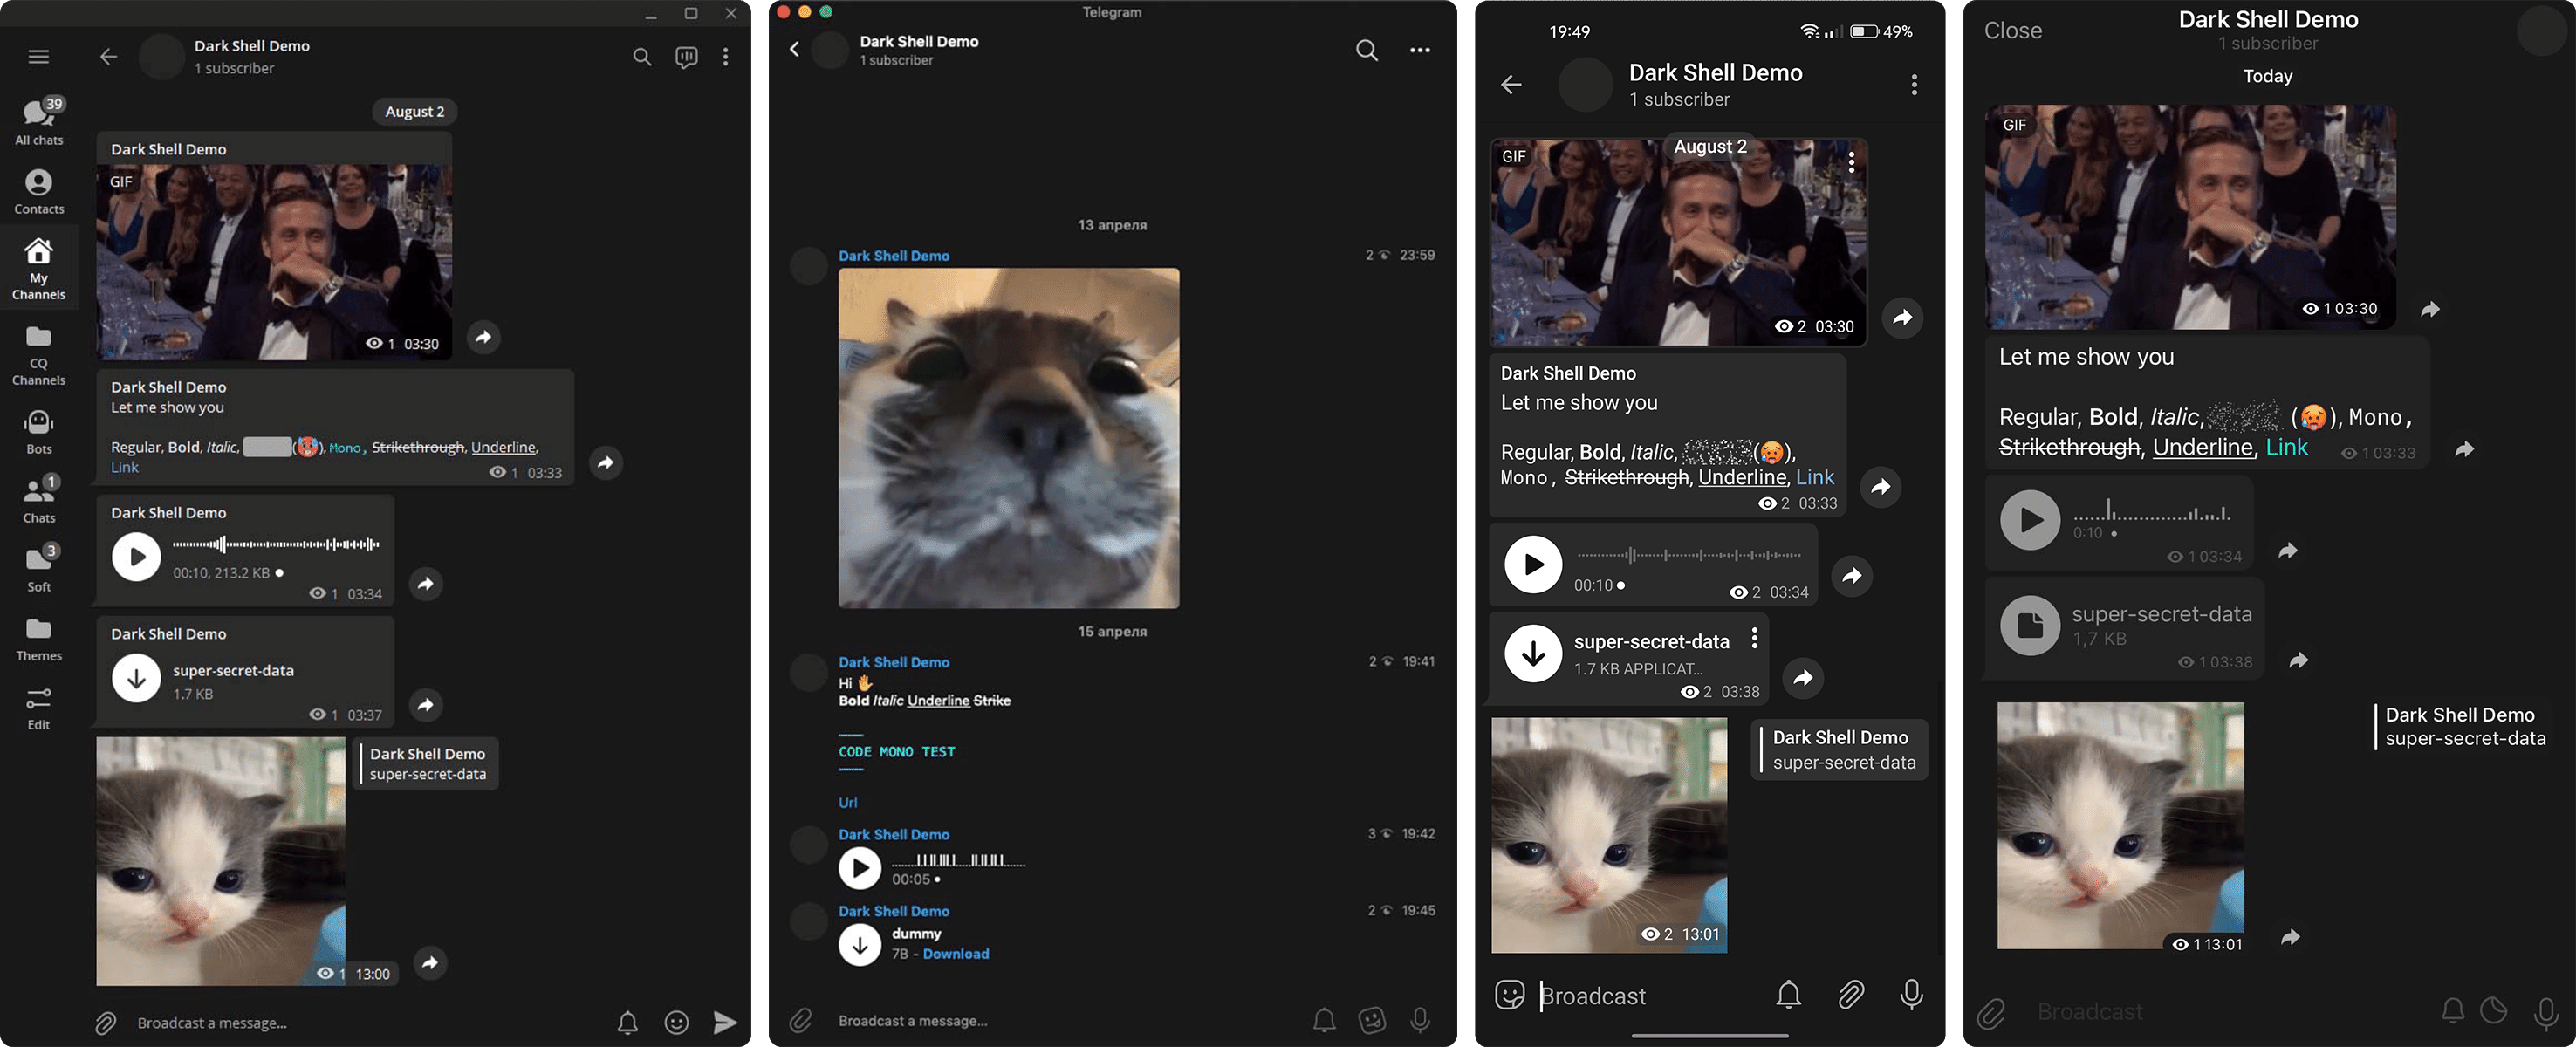 Dark Shell Demo
1 subscriber
39
All chats
Contacts
My
Channels
CQ
Channels
Bots
1
Chats
3
Soft
Themes
Edit
August 2
Dark Shell Demo
GIF
1 03:30
Dark Shell Demo
Let me show you
Regular, Bold, Italic, (🥵), Mono, Strikethrough, Underline,
Link
1 03:33
Dark Shell Demo
00:10, 213.2 KB
1 03:34
Dark Shell Demo
super-secret-data
1.7 KB
1 03:37
Dark Shell Demo
super-secret-data
1 13:00
Broadcast a message...
Telegram
Dark Shell Demo
1 subscriber
13 апреля
Dark Shell Demo
2 23:59
15 апреля
Dark Shell Demo
2 19:41
Hi ✋
Bold Italic Underline Strike
CODE MONO TEST
Url
Dark Shell Demo
3 19:42
00:05
Dark Shell Demo
2 19:45
dummy
7B - Download
Broadcast a message...
19:49
49%
Dark Shell Demo
1 subscriber
August 2
GIF
2 03:30
Dark Shell Demo
Let me show you
Regular, Bold, Italic, (🥵),
Mono, Strikethrough, Underline, Link
2 03:33
00:10
2 03:34
super-secret-data
1.7 KB APPLICAT...
2 03:38
Dark Shell Demo
super-secret-data
2 13:01
Broadcast
Close
Dark Shell Demo
1 subscriber
Today
GIF
1 03:30
Let me show you
Regular, Bold, Italic, (🥵), Mono,
Strikethrough, Underline, Link
1 03:33
0:10
1 03:34
super-secret-data
1,7 KB
1 03:38
Dark Shell Demo
super-secret-data
1 13:01
Broadcast